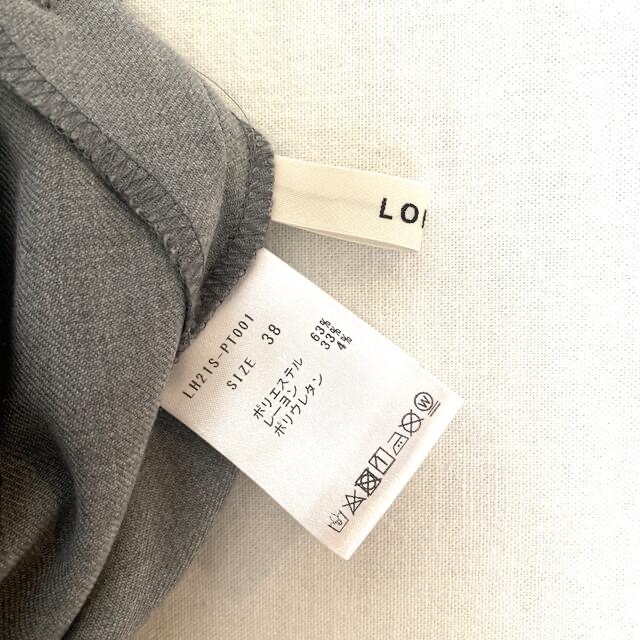 LO
LH21S-PT001
SIZE 38
ポリエステル 63%
レーヨン 33%
ポリウレタン 4%
W